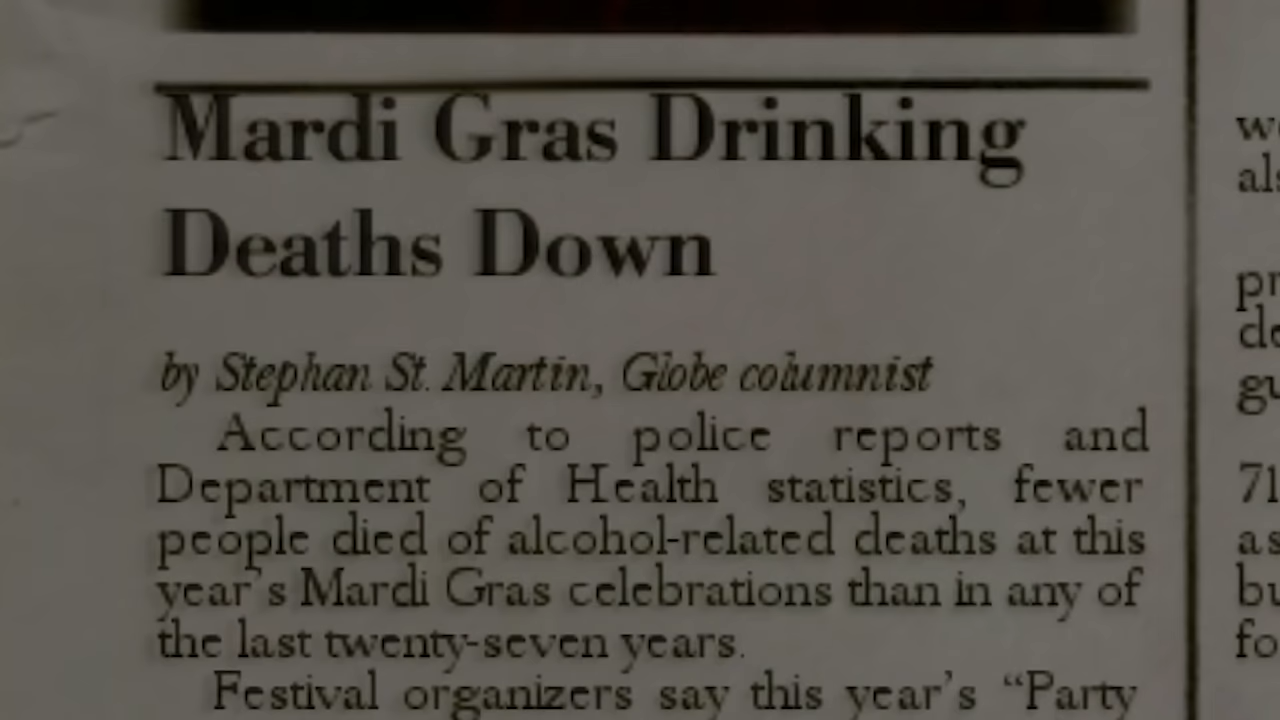 Mardi Gras Drinking
Deaths Down
by Stephan St. Martin, Globe columnist
According to police reports and
Department of Health statistics, fewer
people died of alcohol-related deaths at this
year's Mardi Gras celebrations than in any of
the last twenty-seven years.
Festival organizers say this year's “Party
71